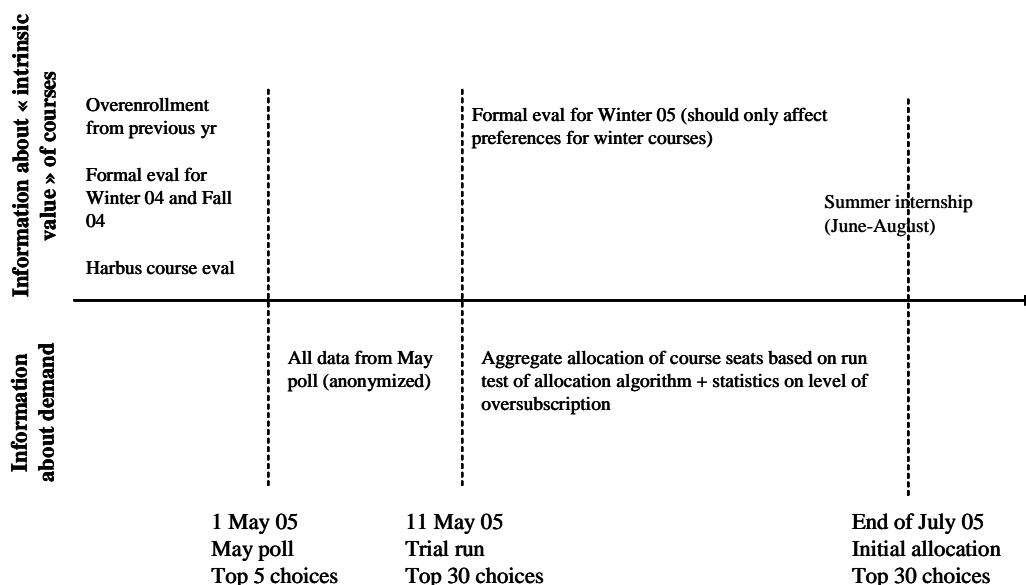 Information about « intrinsic
value » of courses
Overenrollment
from previous yr
Formal eval for
Winter 04 and Fall
04
Harbus course eval
Formal eval for Winter 05 (should only affect
preferences for winter courses)
Summer internship
(June-August)
Information
about demand
All data from May
poll (anonymized)
Aggregate allocation of course seats based on run
test of allocation algorithm + statistics on level of
oversubscription
1 May 05
May poll
Top 5 choices
11 May 05
Trial run
Top 30 choices
End of July 05
Initial allocation
Top 30 choices